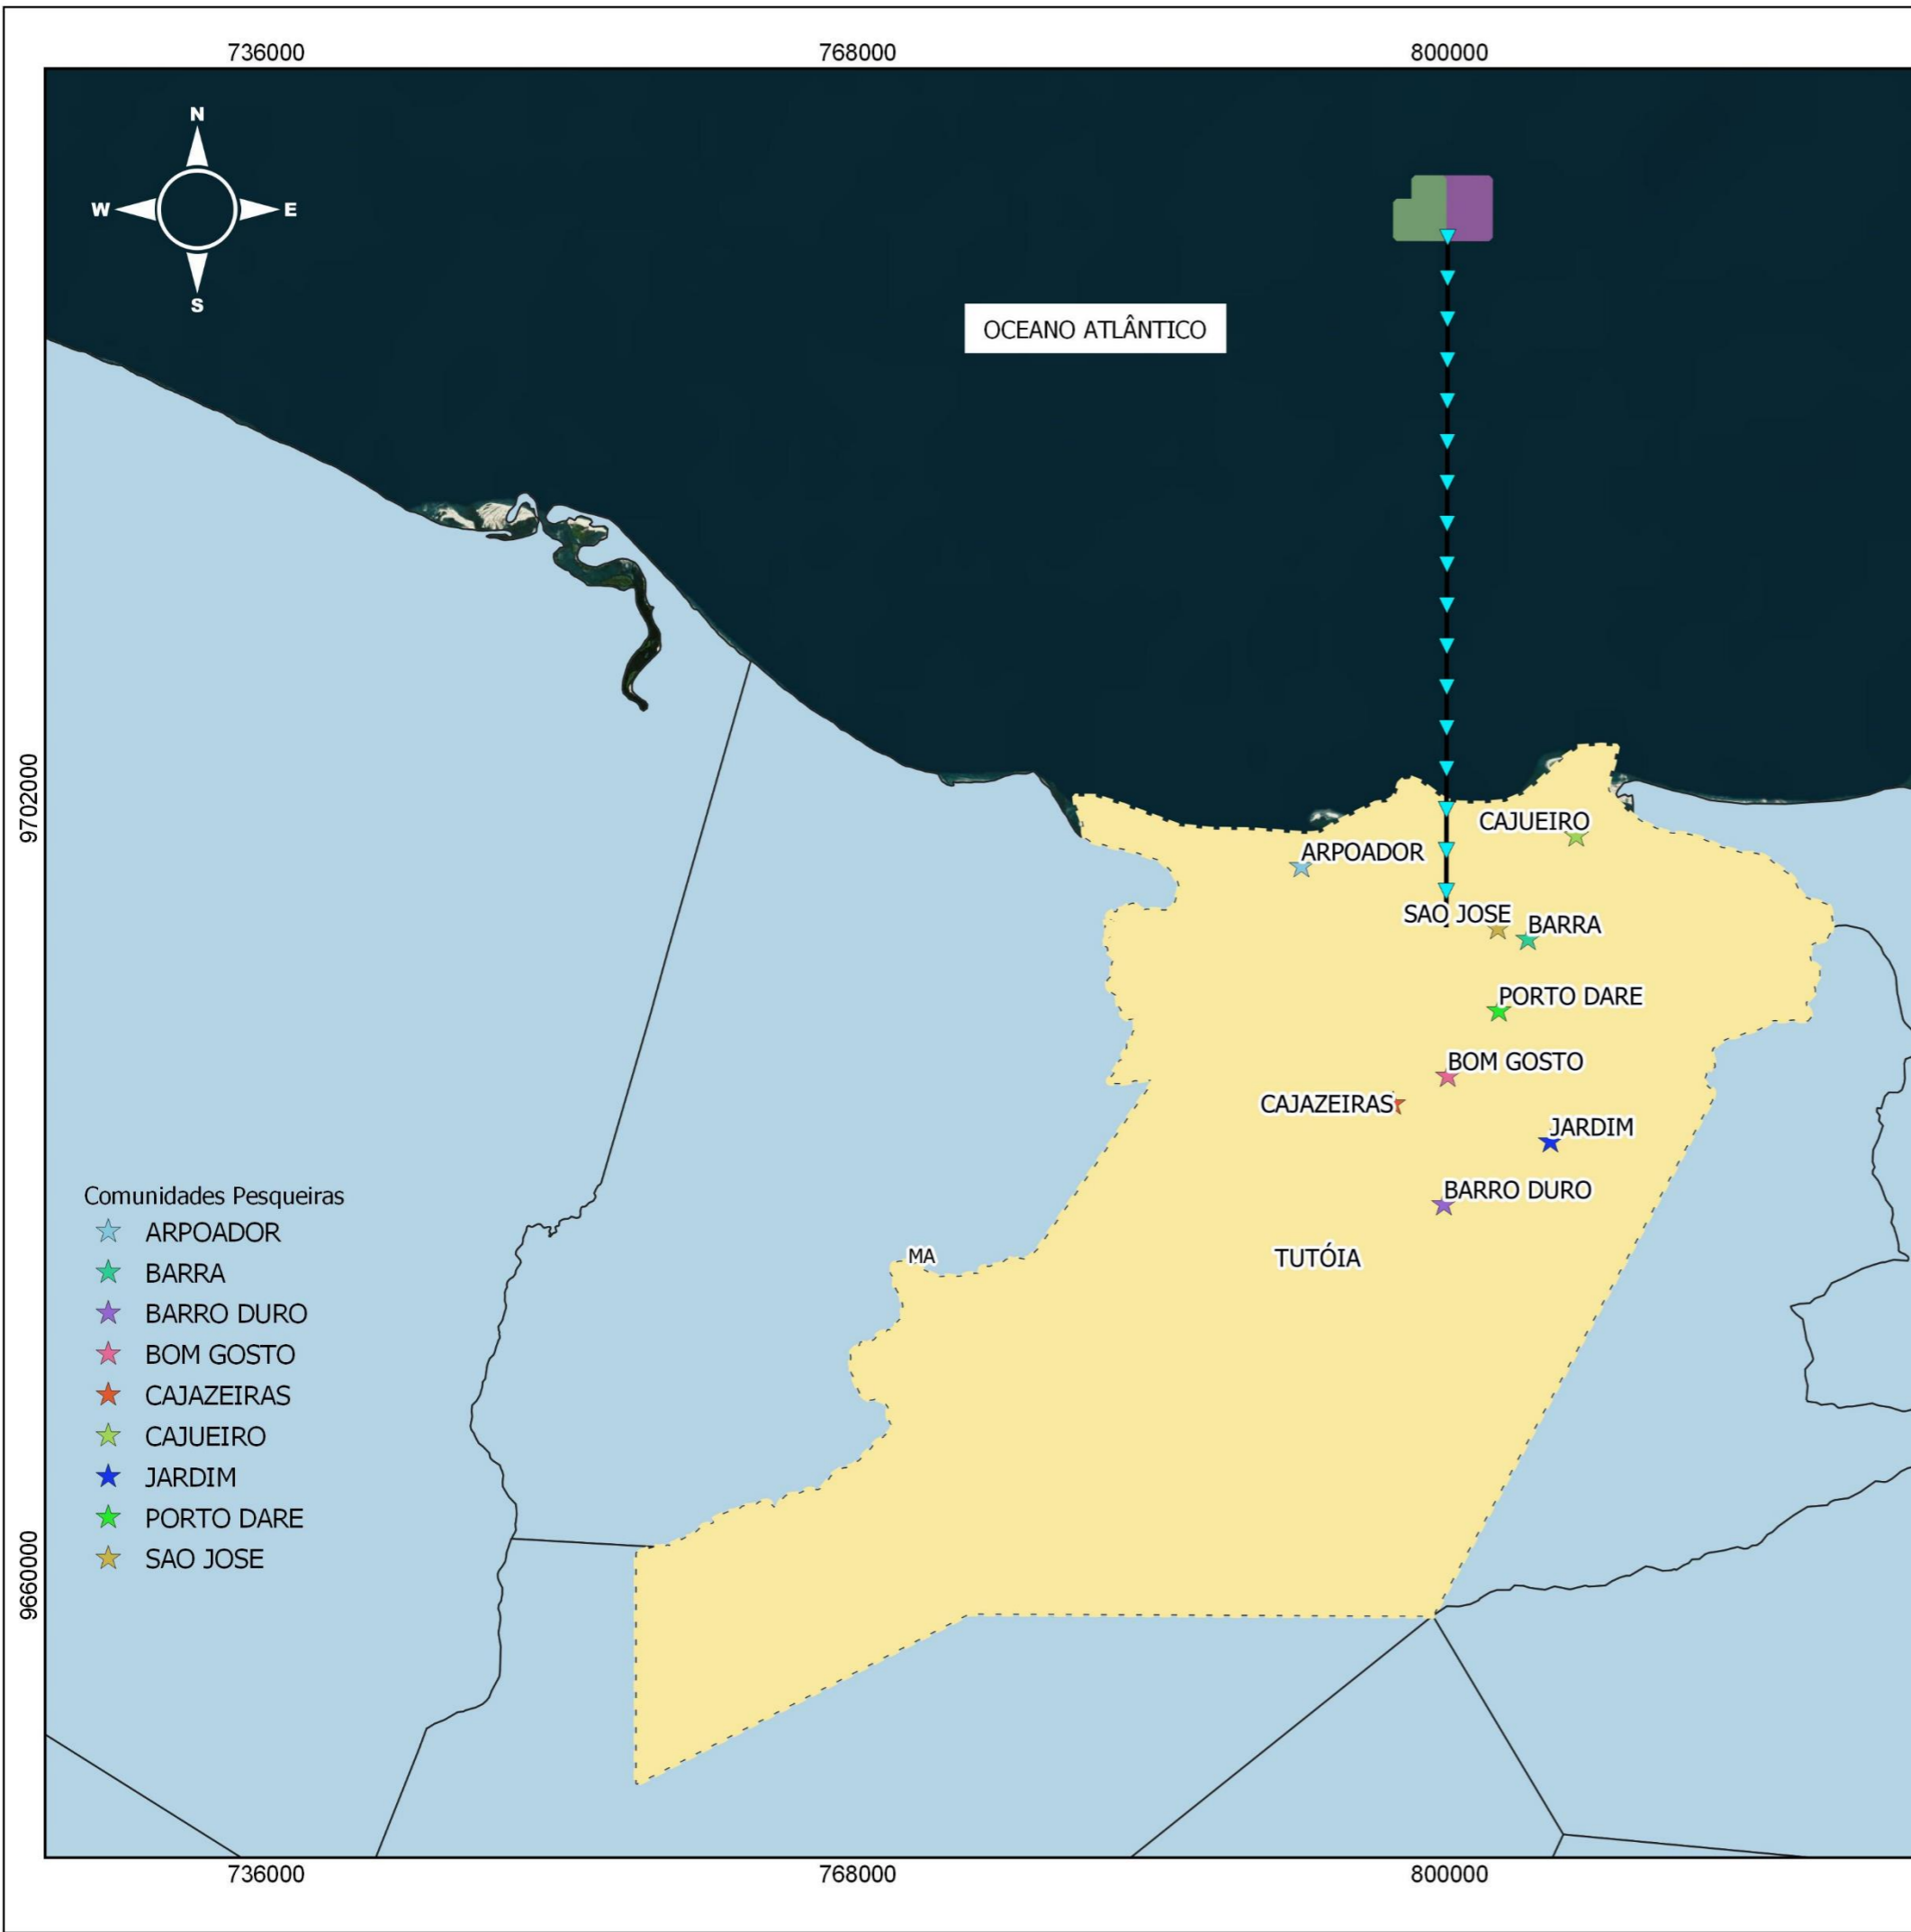 736000
768000
800000
N
W
E
S
OCEANO ATLÂNTICO
9702000
CAJUEIRO
ARPOADOR
SAO JOSE
BARRA
PORTO DARE
BOM GOSTO
CAJAZEIRAS
JARDIM
BARRO DURO
TUTÓIA
MA
Comunidades Pesqueiras
ARPOADOR
BARRA
BARRO DURO
BOM GOSTO
CAJAZEIRAS
CAJUEIRO
JARDIM
PORTO DARE
SAO JOSE
9660000
736000
768000
800000